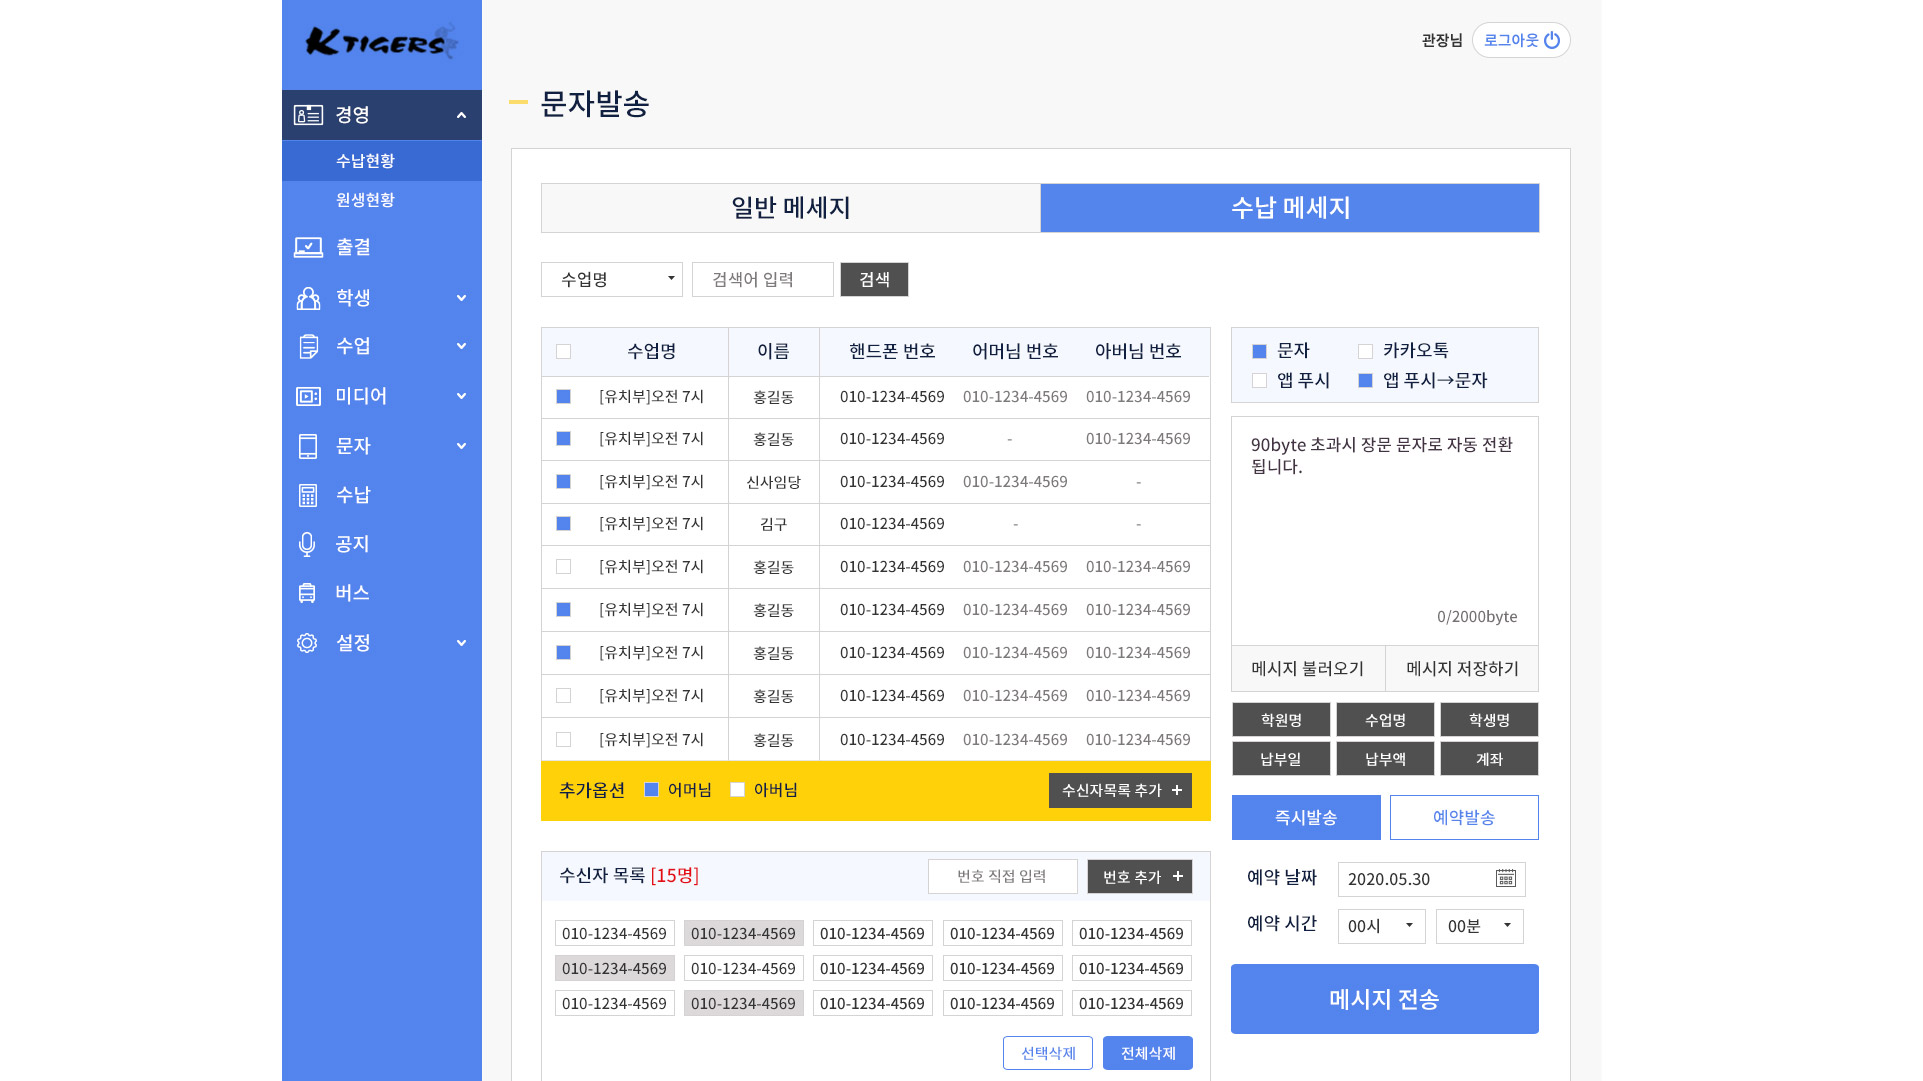 K TIGERS
관장님
로그아웃
경영
수납현황
원생현황
출결
학생
수업
미디어
문자
수납
공지
버스
설정
문자발송
일반 메세지
수납 메세지
수업명
검색어 입력
검색
수업명 이름 핸드폰 번호 어머님 번호 아버님 번호
[유치부]오전 7시 홍길동 010-1234-4569 010-1234-4569 010-1234-4569
[유치부]오전 7시 홍길동 010-1234-4569 - 010-1234-4569
[유치부]오전 7시 신사임당 010-1234-4569 010-1234-4569 -
[유치부]오전 7시 김구 010-1234-4569 - -
[유치부]오전 7시 홍길동 010-1234-4569 010-1234-4569 010-1234-4569
[유치부]오전 7시 홍길동 010-1234-4569 010-1234-4569 010-1234-4569
[유치부]오전 7시 홍길동 010-1234-4569 010-1234-4569 010-1234-4569
[유치부]오전 7시 홍길동 010-1234-4569 010-1234-4569 010-1234-4569
[유치부]오전 7시 홍길동 010-1234-4569 010-1234-4569 010-1234-4569
추가옵션 어머님 아버님 수신자목록 추가 +
수신자 목록 [15명] 번호 직접 입력 번호 추가 +
010-1234-4569 010-1234-4569 010-1234-4569 010-1234-4569 010-1234-4569
010-1234-4569 010-1234-4569 010-1234-4569 010-1234-4569 010-1234-4569
010-1234-4569 010-1234-4569 010-1234-4569 010-1234-4569 010-1234-4569
선택삭제 전체삭제
문자 카카오톡
앱 푸시 앱 푸시→문자
90byte 초과시 장문 문자로 자동 전환
됩니다.
0/2000byte
메시지 불러오기 메시지 저장하기
학원명 수업명 학생명
납부일 납부액 계좌
즉시발송 예약발송
예약 날짜 2020.05.30
예약 시간 00시 00분
메시지 전송